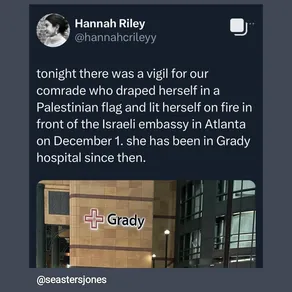 Hannah Riley
@hannahcrileyy
tonight there was a vigil for our
comrade who draped herself in a
Palestinian flag and lit herself on fire in
front of the Israeli embassy in Atlanta
on December 1. she has been in Grady
hospital since then.
Grady
@seastersjones